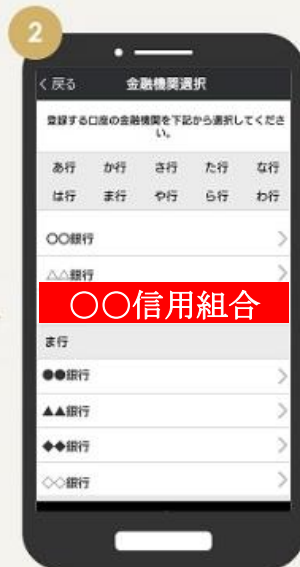 2
戻る 金融機関選択
登録する口座の金融機関を下記から選択してくださ
い。
あ行 か行 さ行 た行 な行
は行 ま行 や行 ら行 わ行
〇〇銀行
△△銀行
〇〇信用組合
ま行
●●銀行
▲▲銀行
◆◆銀行
◇◇銀行